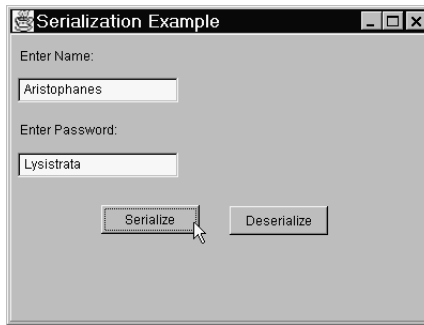 Serialization Example
Enter Name:
Aristophanes
Enter Password:
Lysistrata
Serialize Deserialize